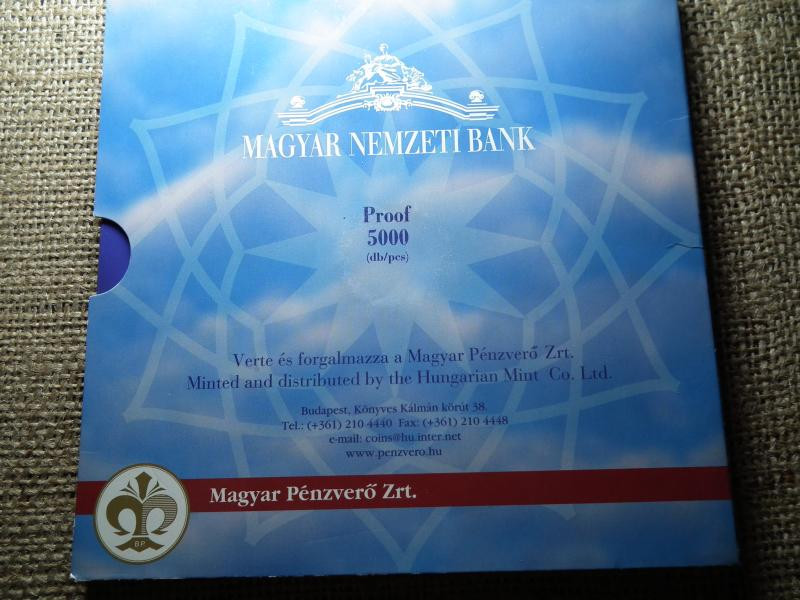 MAGYAR NEMZETI BANK
Proof
5000
(db/pcs)
Verte és forgalmazza a Magyar Pénzverő Zrt.
Minted and distributed by the Hungarian Mint Co. Ltd.
Budapest, Könyves Kálmán körút 38.
Tel.: (+361) 210 4440 Fax: (+361) 210 4448
e-mail: coins@hu.inter.net
www.penzvero.hu
Magyar Pénzverő Zrt.
BP.